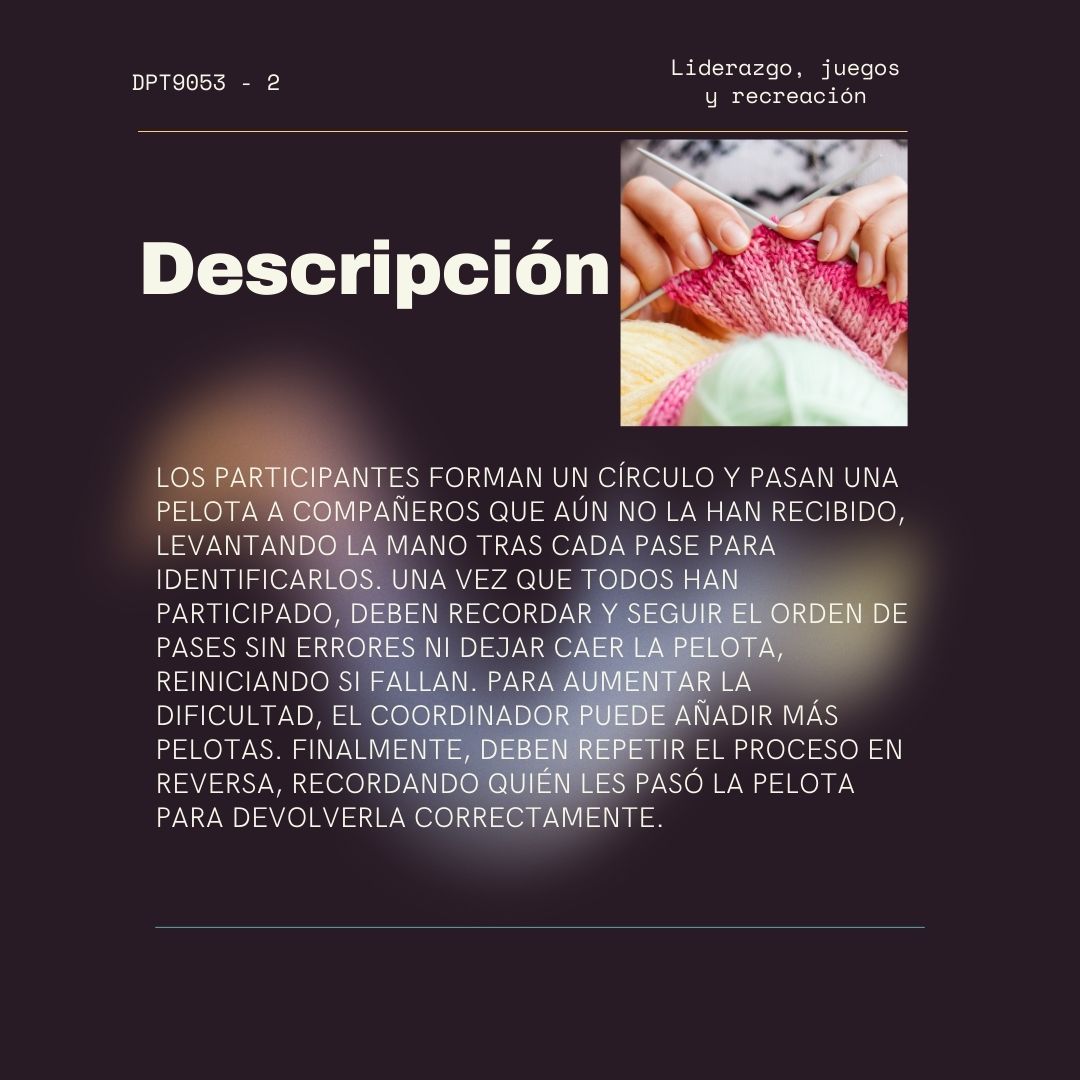 DPT9053 - 2
Liderazgo, juegos
y recreación
Descripción
LOS PARTICIPANTES FORMAN UN CÍRCULO Y PASAN UNA
PELOTA A COMPAÑEROS QUE AÚN NO LA HAN RECIBIDO,
LEVANTANDO LA MANO TRAS CADA PASE PARA
IDENTIFICARLOS. UNA VEZ QUE TODOS HAN
PARTICIPADO, DEBEN RECORDAR Y SEGUIR EL ORDEN DE
PASES SIN ERRORES NI DEJAR CAER LA PELOTA,
REINICIANDO SI FALLAN. PARA AUMENTAR LA
DIFICULTAD, EL COORDINADOR PUEDE AÑADIR MÁS
PELOTAS. FINALMENTE, DEBEN REPETIR EL PROCESO EN
REVERSA, RECORDANDO QUIÉN LES PASÓ LA PELOTA
PARA DEVOLVERLA CORRECTAMENTE.